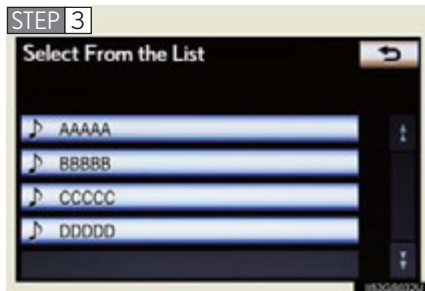 STEP 3
Select From the List
AAAAA
BBBBB
CCCCC
DDDDD